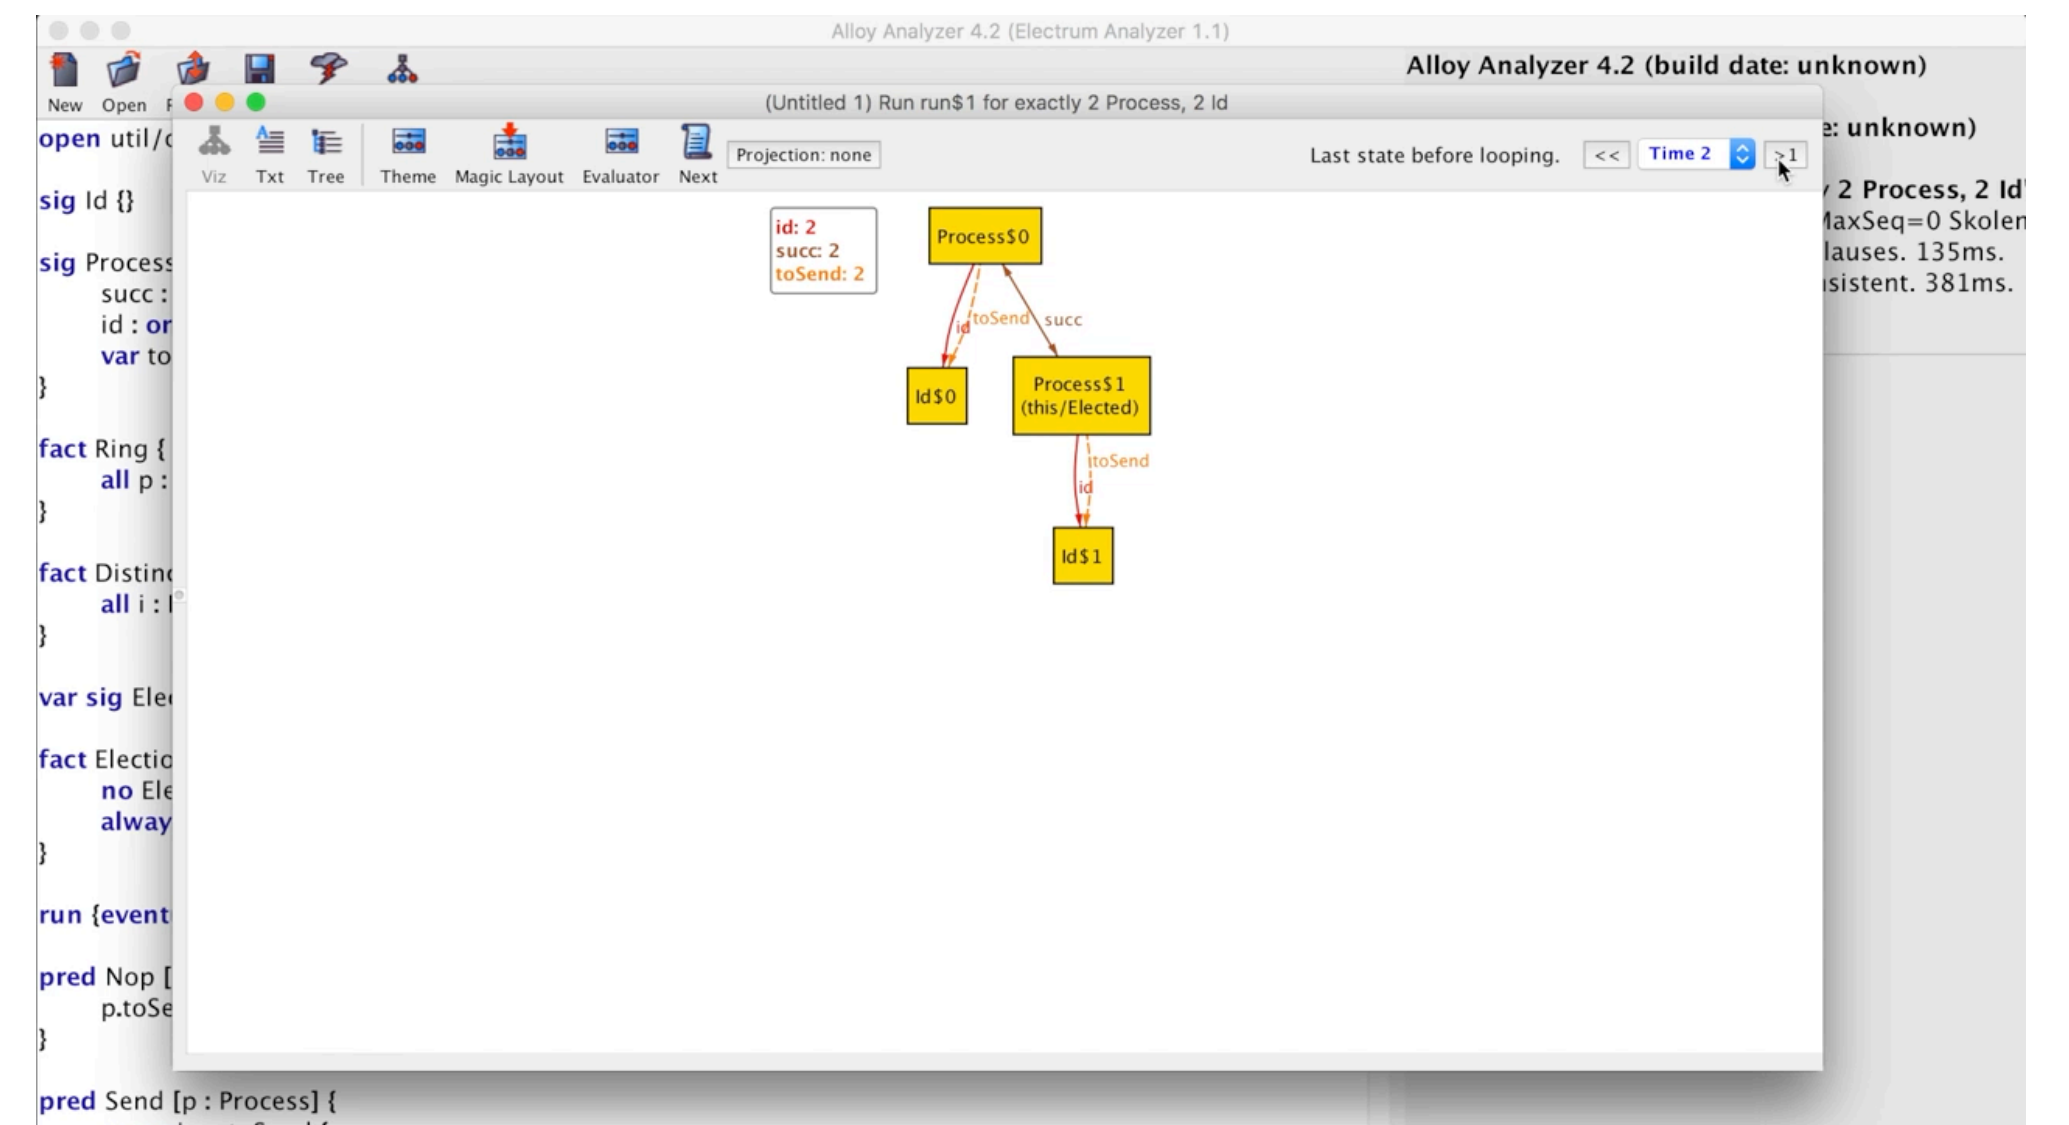 Alloy Analyzer 4.2 (Electrum Analyzer 1.1)
New Open
Alloy Analyzer 4.2 (build date: unknown)
(Untitled 1) Run run$1 for exactly 2 Process, 2 Id
Viz Txt Tree Theme Magic Layout Evaluator Next
Projection: none
Last state before looping. << Time 2 >1
e: unknown)
2 Process, 2 Id
MaxSeq=0 Skolem
lauses. 135ms.
sistent. 381ms.
id: 2
succ: 2
toSend: 2
Process$0
id toSend succ
Id$0
Process$1
(this/Elected)
toSend
id
Id$1
open util/
sig Id {}
sig Process
succ :
id : or
var to
}
fact Ring {
all p :
}
fact Distinc
all i :
}
var sig Ele
fact Electio
no Ele
alway
}
run {event
pred Nop [
p.toSe
}
pred Send [p : Process] {